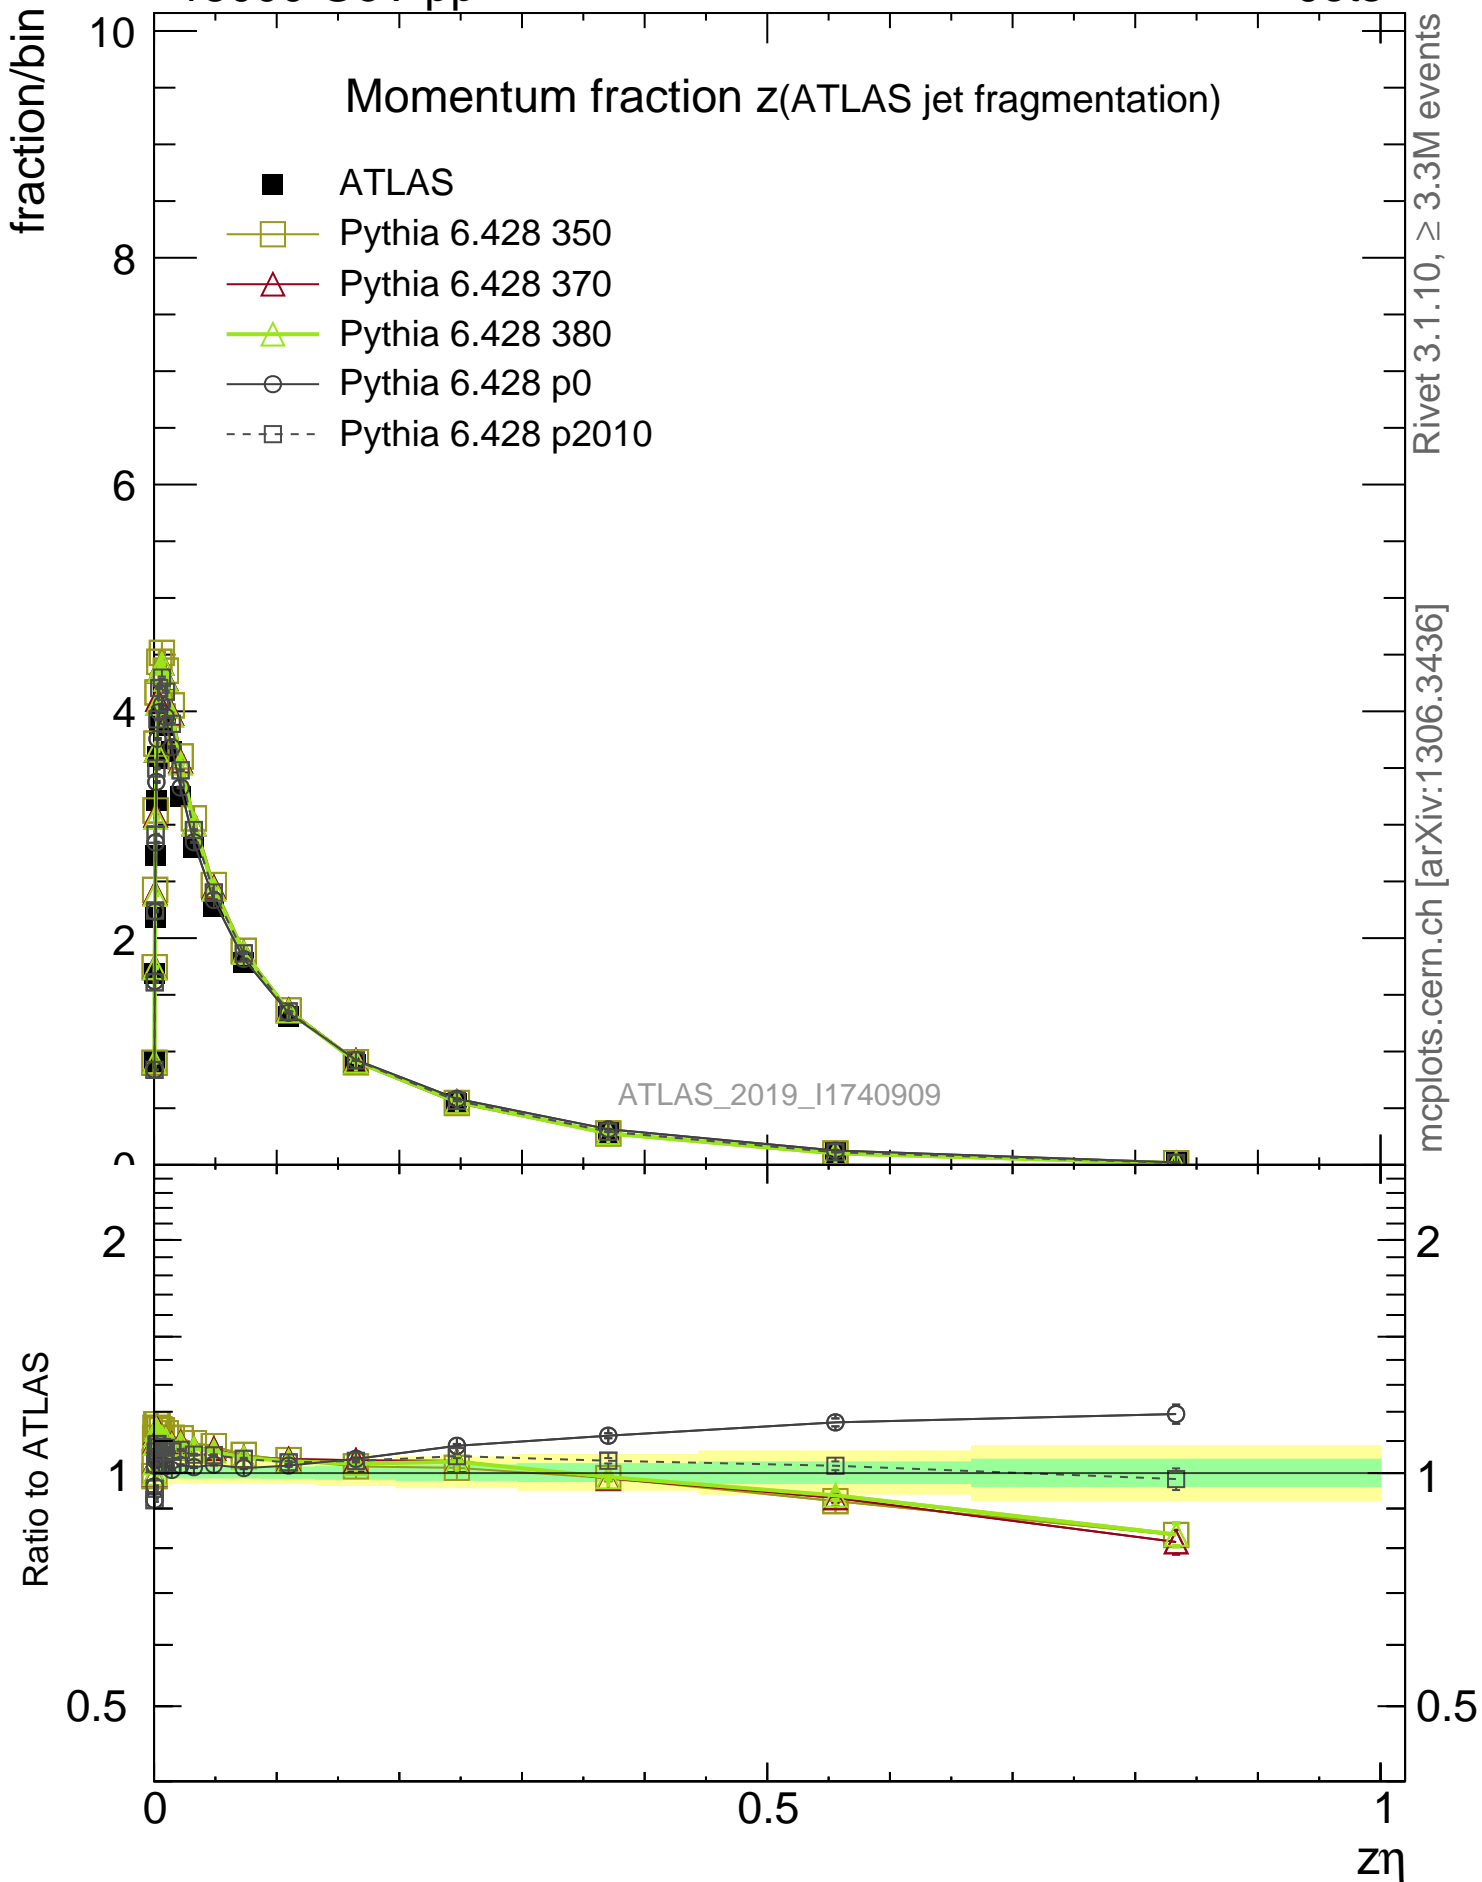 fraction/bin
Momentum fraction z(ATLAS jet fragmentation)
ATLAS
Pythia 6.428 350
Pythia 6.428 370
Pythia 6.428 380
Pythia 6.428 p0
Pythia 6.428 p2010
10
8
6
4
2
0
ATLAS_2019_I1740909
Rivet 3.1.10, ≥ 3.3M events
mcplots.cern.ch [arXiv:1306.3436]
Ratio to ATLAS
2
1
0.5
2
1
0.5
0
0.5
1
zη